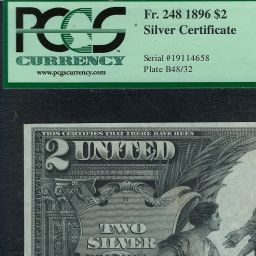 PCGS
CURRENCY
www.pcgscurrency.com
Fr. 248 1896 $2
Silver Certificate
Serial #19114658
Plate B48/32
THIS CERTIFIES THAT THERE HAVE BEEN
2 UNITED
TWO
SILVER